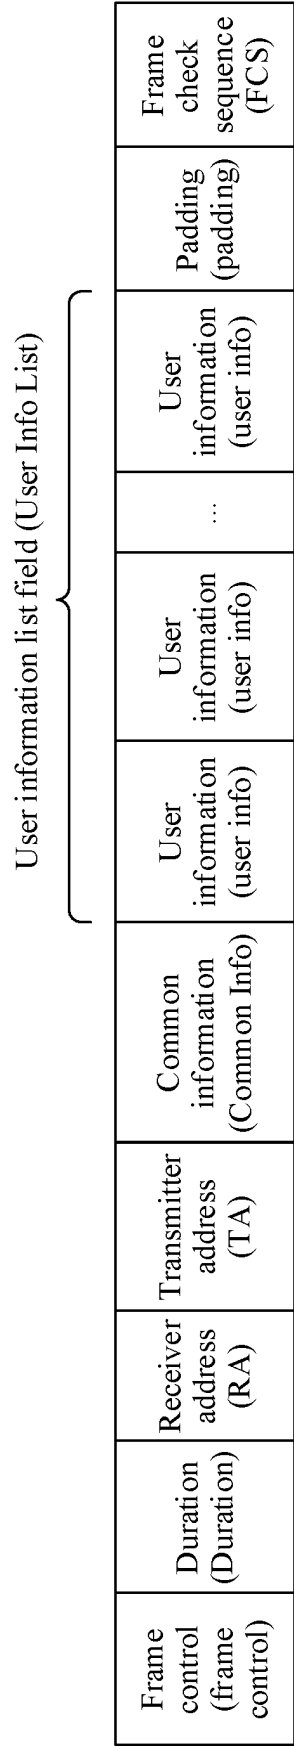 User information list field (User Info List)
Frame
control
(frame
control)
Duration
(Duration)
Receiver
address
(RA)
Transmitter
address
(TA)
Common
information
(Common Info)
User
information
(user info)
User
information
(user info)
...
User
information
(user info)
Padding
(padding)
Frame
check
sequence
(FCS)